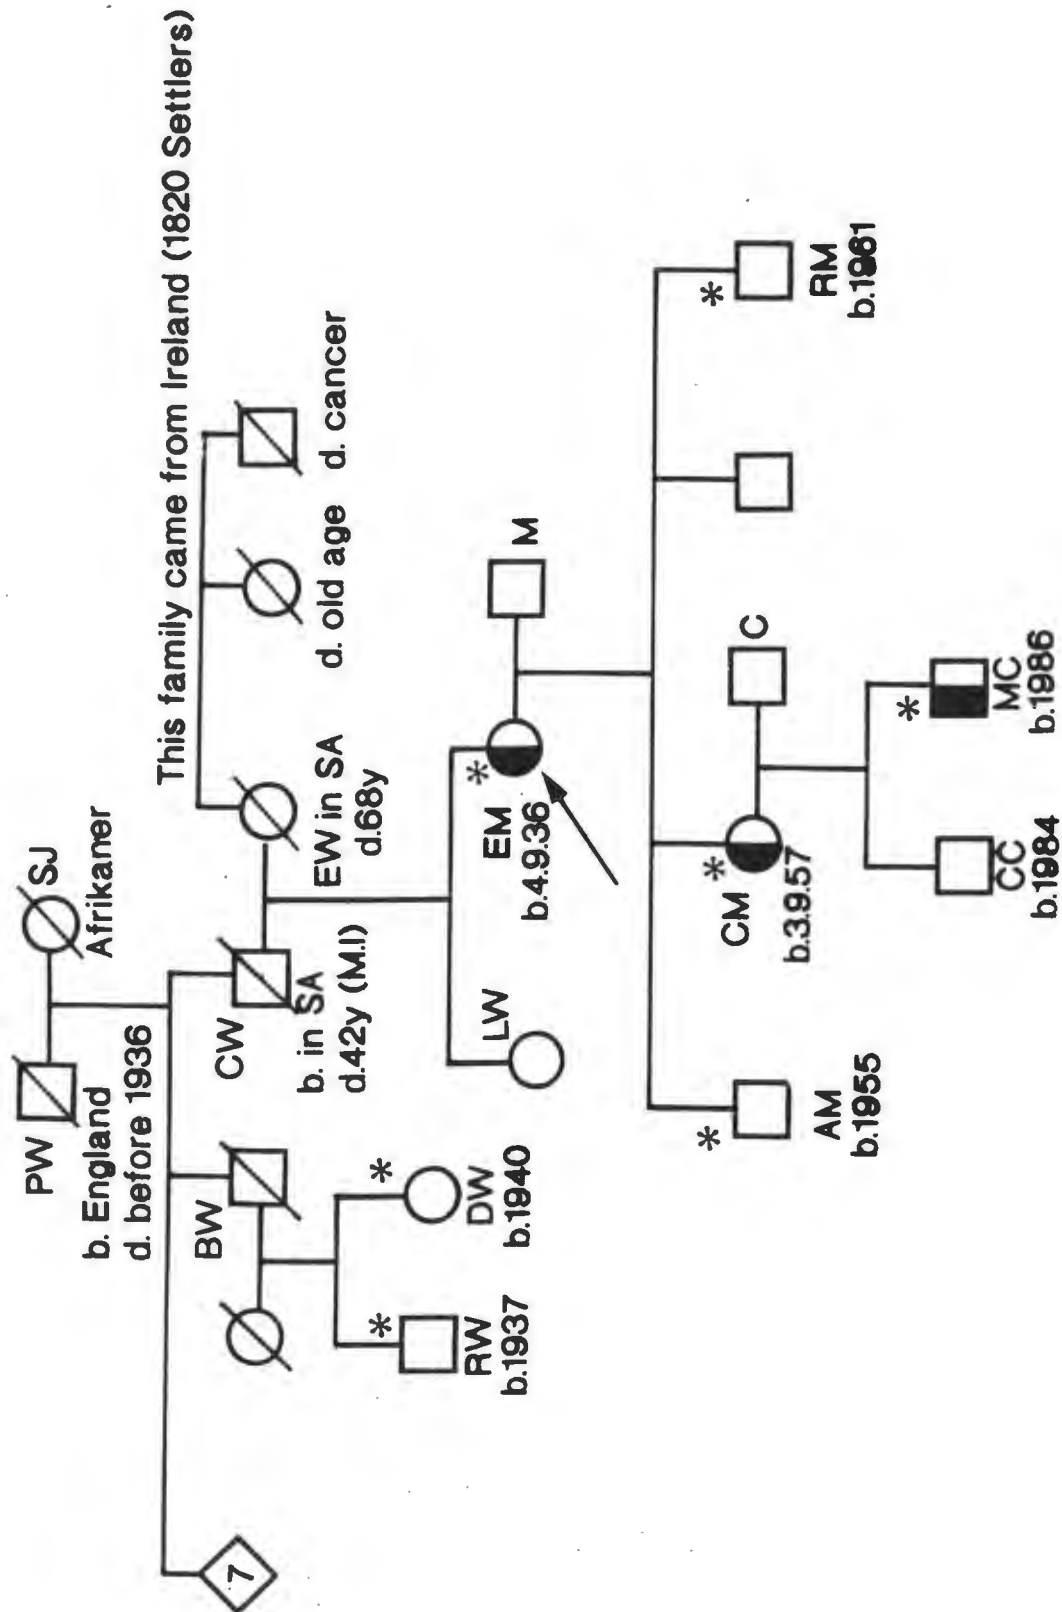 This family came from Ireland (1820 Settlers)
PW
b. England
d. before 1936
SJ
Afrikaner
7
BW
CW
b. in SA
d.42y (M.I)
EW in SA
d.68y
d. old age
d. cancer
RW
b.1937
*
DW
b.1940
*
LW
EM
b.4.9.36
*
M
AM
b.1955
*
CM
b.3.9.57
*
C
RM
b.1961
*
CC
b.1984
MC
b.1986
*